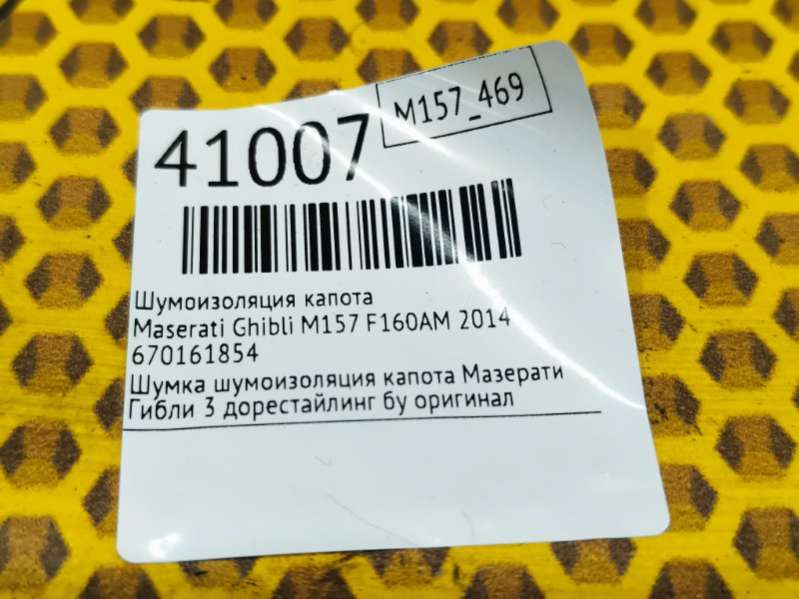 M157_469
41007
Шумоизоляция капота
Maserati Ghibli M157 F160AM 2014
670161854
Шумка шумоизоляция капота Мазерати
Гибли 3 дорестайлинг бу оригинал